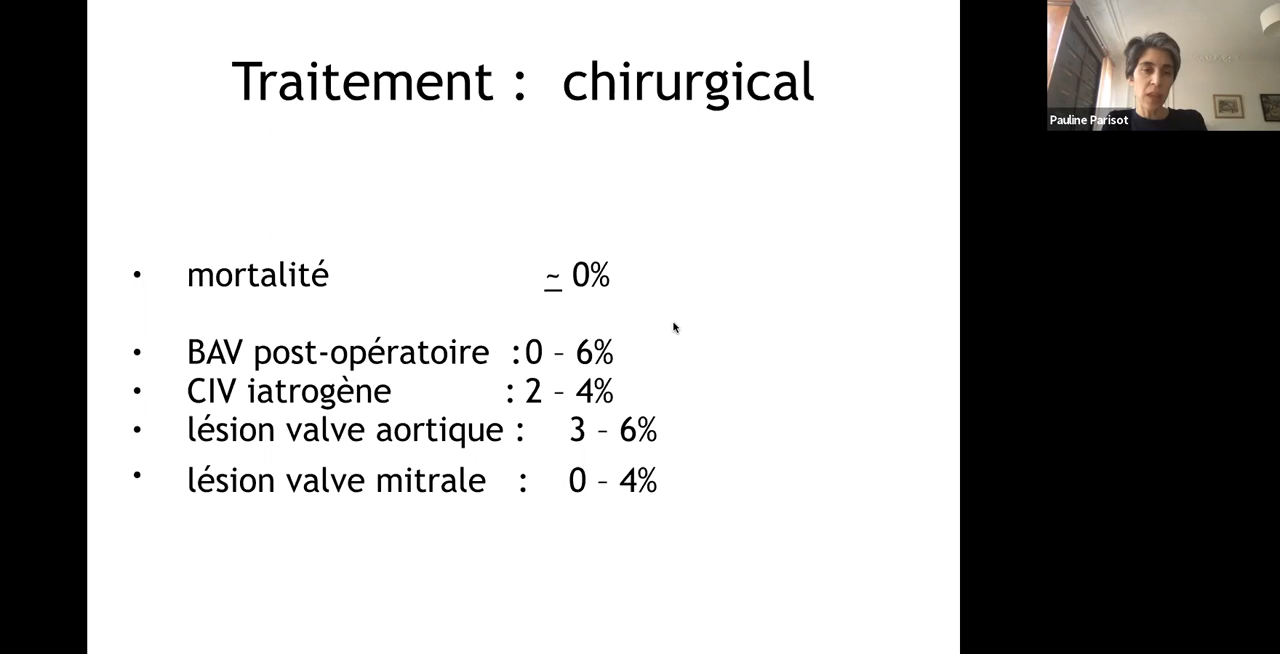 Traitement : chirurgical
• mortalité ~ 0%
• BAV post-opératoire :0 – 6%
• CIV iatrogène : 2 – 4%
• lésion valve aortique : 3 – 6%
• lésion valve mitrale : 0 – 4%
Pauline Parisot